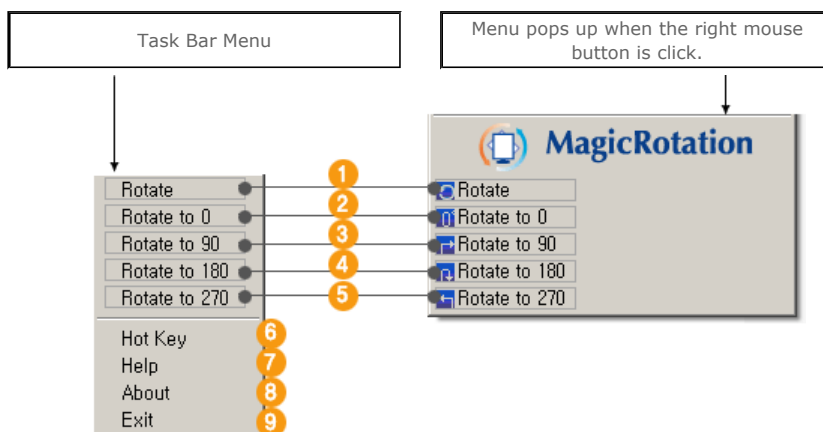 Task Bar Menu
Menu pops up when the right mouse
button is click.
MagicRotation
Rotate
1
Rotate
Rotate to 0
2
Rotate to 0
Rotate to 90
3
Rotate to 90
Rotate to 180
4
Rotate to 180
Rotate to 270
5
Rotate to 270
Hot Key
6
Help
7
About
8
Exit
9